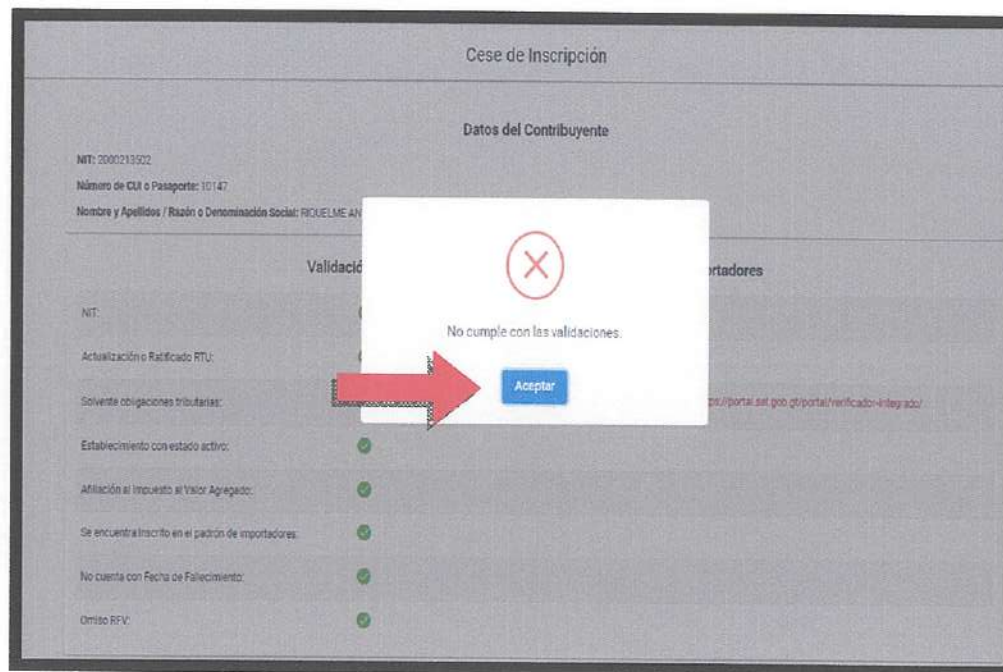 Cese de Inscripción
Datos del Contribuyente
NIT: 2000213502
Número de CUI o Pasaporte: 10147
Nombre y Apellidos / Razón o Denominación Social: RIQUELME AN
Validació
rtadores
NIT:
No cumple con las validaciones.
Actualización o Ratificado RTU:
Aceptar
Solvente obligaciones tributarias:
ps://portal.sat.gob.gt/portal/verificador-integrado/
Establecimiento con estado activo:
Afiliación al Impuesto al Valor Agregado:
Se encuentra Inscrito en el padrón de importadores:
No cuenta con Fecha de Fallecimiento:
Omiso RFV: